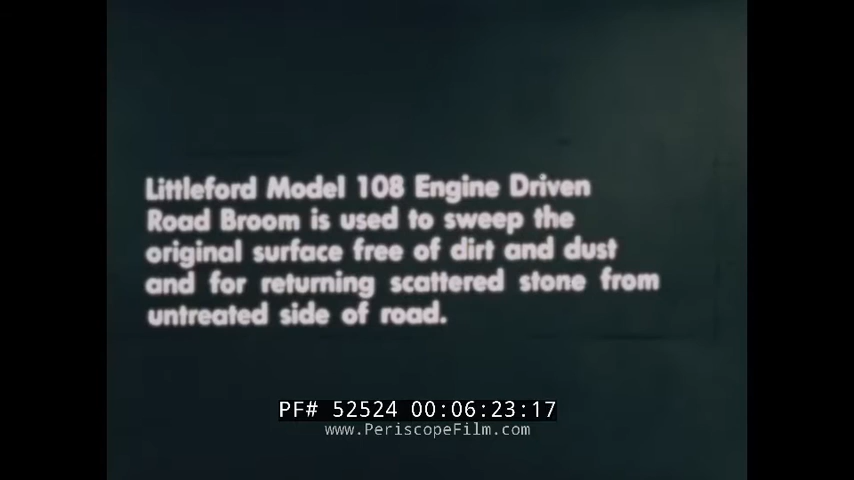 Littleford Model 108 Engine Driven
Road Broom is used to sweep the
original surface free of dirt and dust
and for returning scattered stone from
untreated side of road.
PF# 52524 00:06:23:17
www.PeriscopeFilm.com